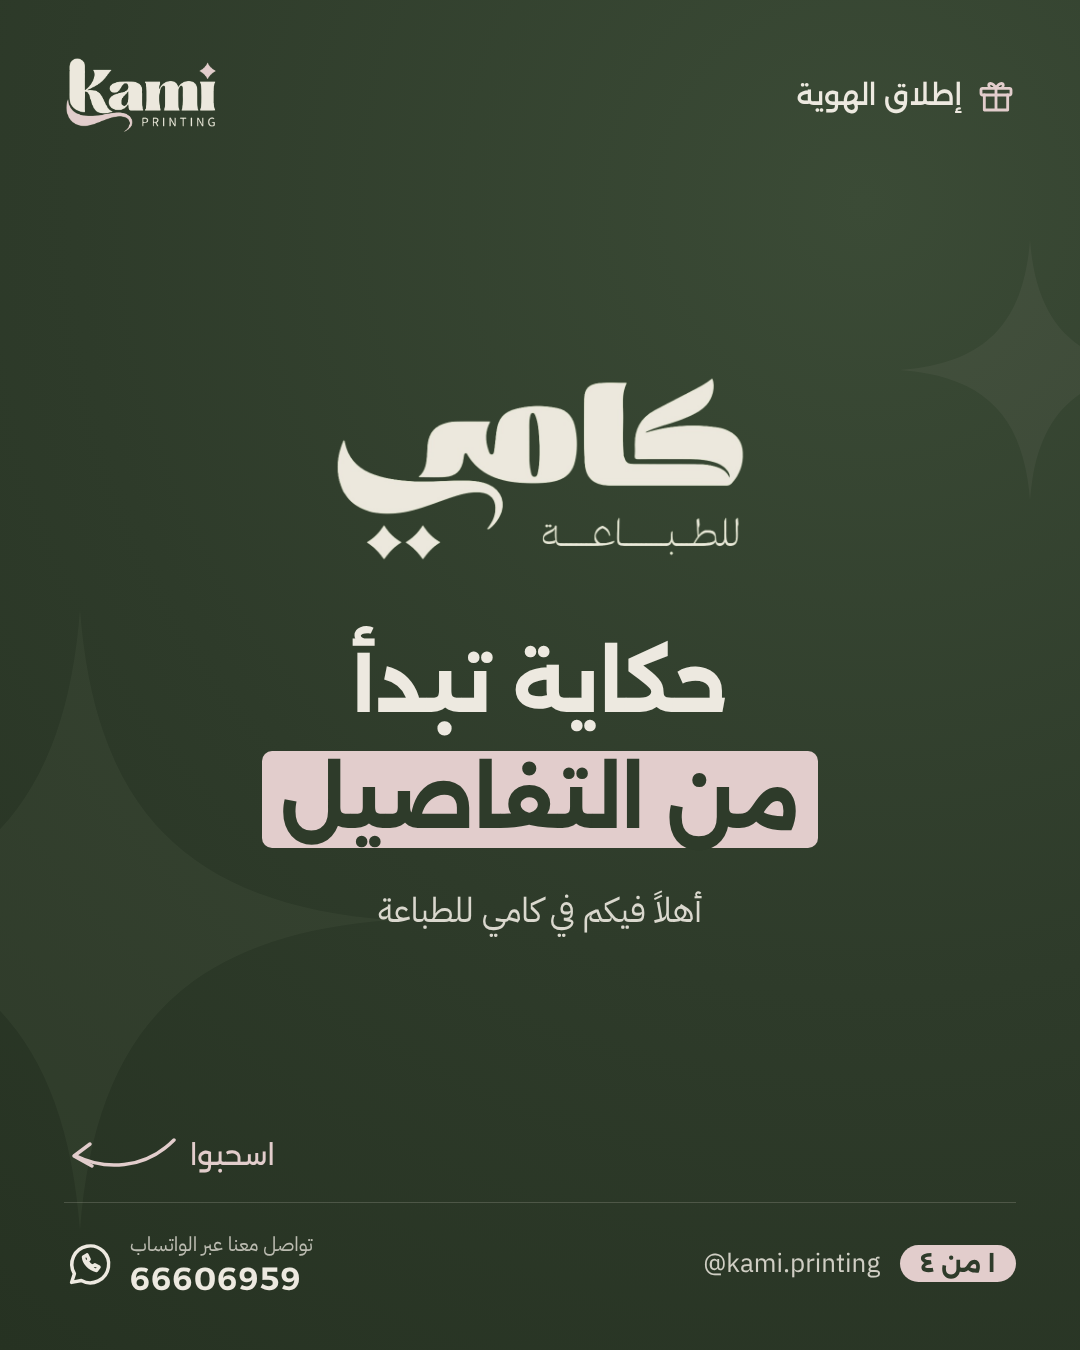 Kami
PRINTING
إطلاق الهوية
كامي
للطبـاعـة
حكاية تبدأ
من التفاصيل
أهلاً فيكم في كامي للطباعة
اسحبوا
تواصل معنا عبر الواتساب
66606959
@kami.printing
١ من ٤